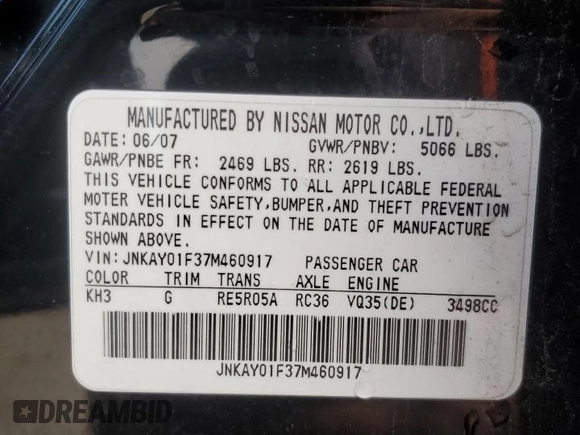 MANUFACTURED BY NISSAN MOTOR CO.,LTD.
DATE: 06/07 GVWR/PNBV: 5066 LBS.
GAWR/PNBE FR: 2469 LBS. RR: 2619 LBS.
THIS VEHICLE CONFORMS TO ALL APPLICABLE FEDERAL
MOTER VEHICLE SAFETY,BUMPER,AND THEFT PREVENTION
STANDARDS IN EFFECT ON THE DATE OF MANUFACTURE
SHOWN ABOVE.
VIN:JNKAY01F37M460917 PASSENGER CAR
COLOR TRIM TRANS AXLE ENGINE
KH3 G RE5R05A RC36 VQ35(DE) 3498CC
JNKAY01F37M460917
DREAMBID